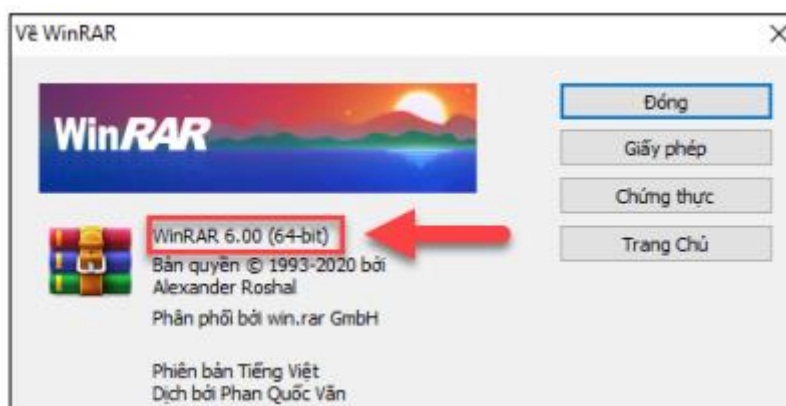 Về WinRAR
WinRAR
Đóng
Giấy phép
Chứng thực
Trang Chủ
WinRAR 6.00 (64-bit)
Bản quyền © 1993-2020 bởi
Alexander Roshal
Phân phối bởi win.rar GmbH
Phiên bản Tiếng Việt
Dịch bởi Phan Quốc Văn